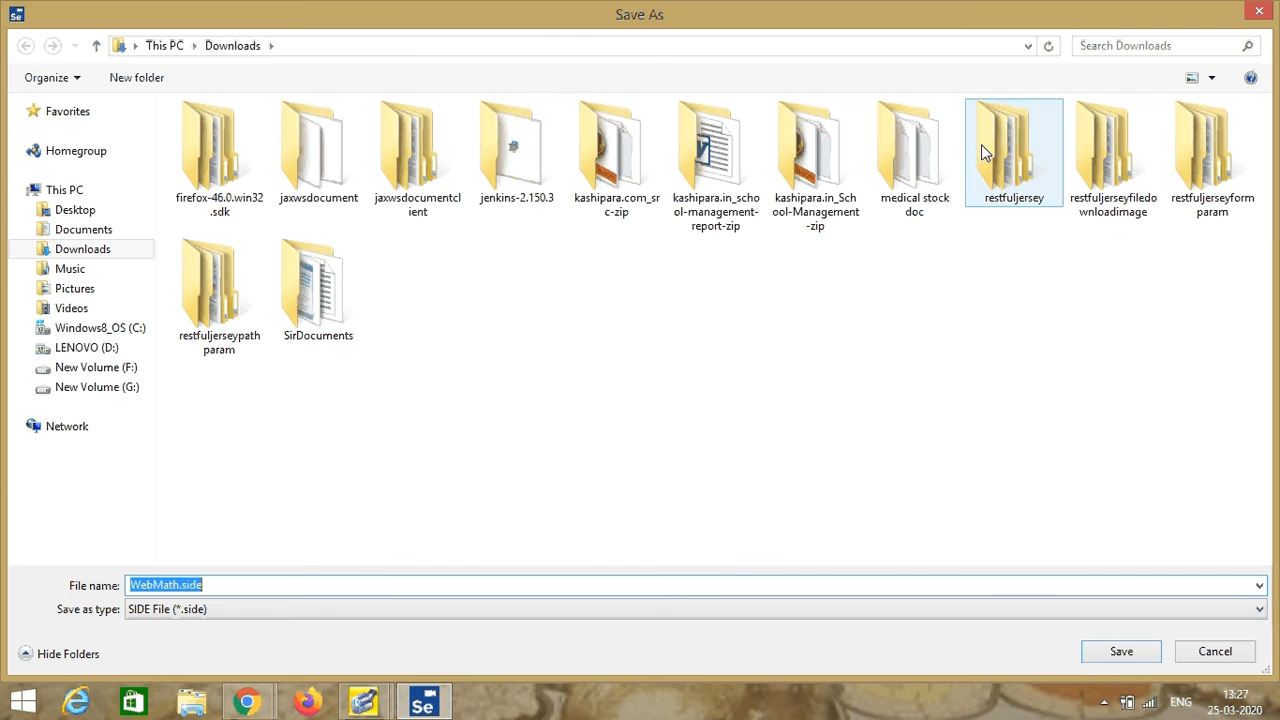 Se
Save As
This PC
Downloads
Search Downloads
Organize
New folder
Favorites
Homegroup
This PC
Desktop
Documents
Downloads
Music
Pictures
Videos
Windows8_OS (C:)
LENOVO (D:)
New Volume (F:)
New Volume (G:)
Network
firefox-46.0.win32
.sdk
jaxwsdocument
jaxwsdocumentcl
ient
jenkins-2.150.3
kashipara.com_sr
c-zip
kashipara.in_scho
ol-management-
report-zip
kashipara.in_Sch
ool-Management
-zip
medical stock
doc
restfuljersey
restfuljerseyfiledo
wnloadimage
restfuljerseyform
param
restfuljerseypath
param
SirDocuments
File name: WebMath.side
Save as type: SIDE File (*.side)
Hide Folders
Save
Cancel
Se
ENG
13:27
25-03-2020